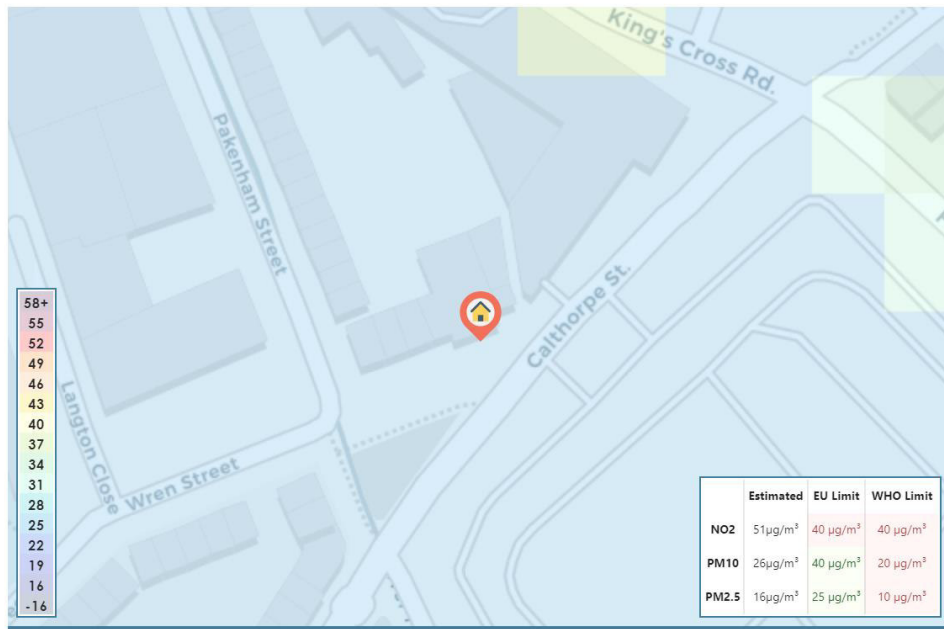 King's Cross Rd.
Pakenham Street
Calthorpe St.
Langton Close
Wren Street
58+
55
52
49
46
43
40
37
34
31
28
25
22
19
16
-16
Estimated EU Limit WHO Limit
NO2 51µg/m³ 40 µg/m³ 40 µg/m³
PM10 26µg/m³ 40 µg/m³ 20 µg/m³
PM2.5 16µg/m³ 25 µg/m³ 10 µg/m³